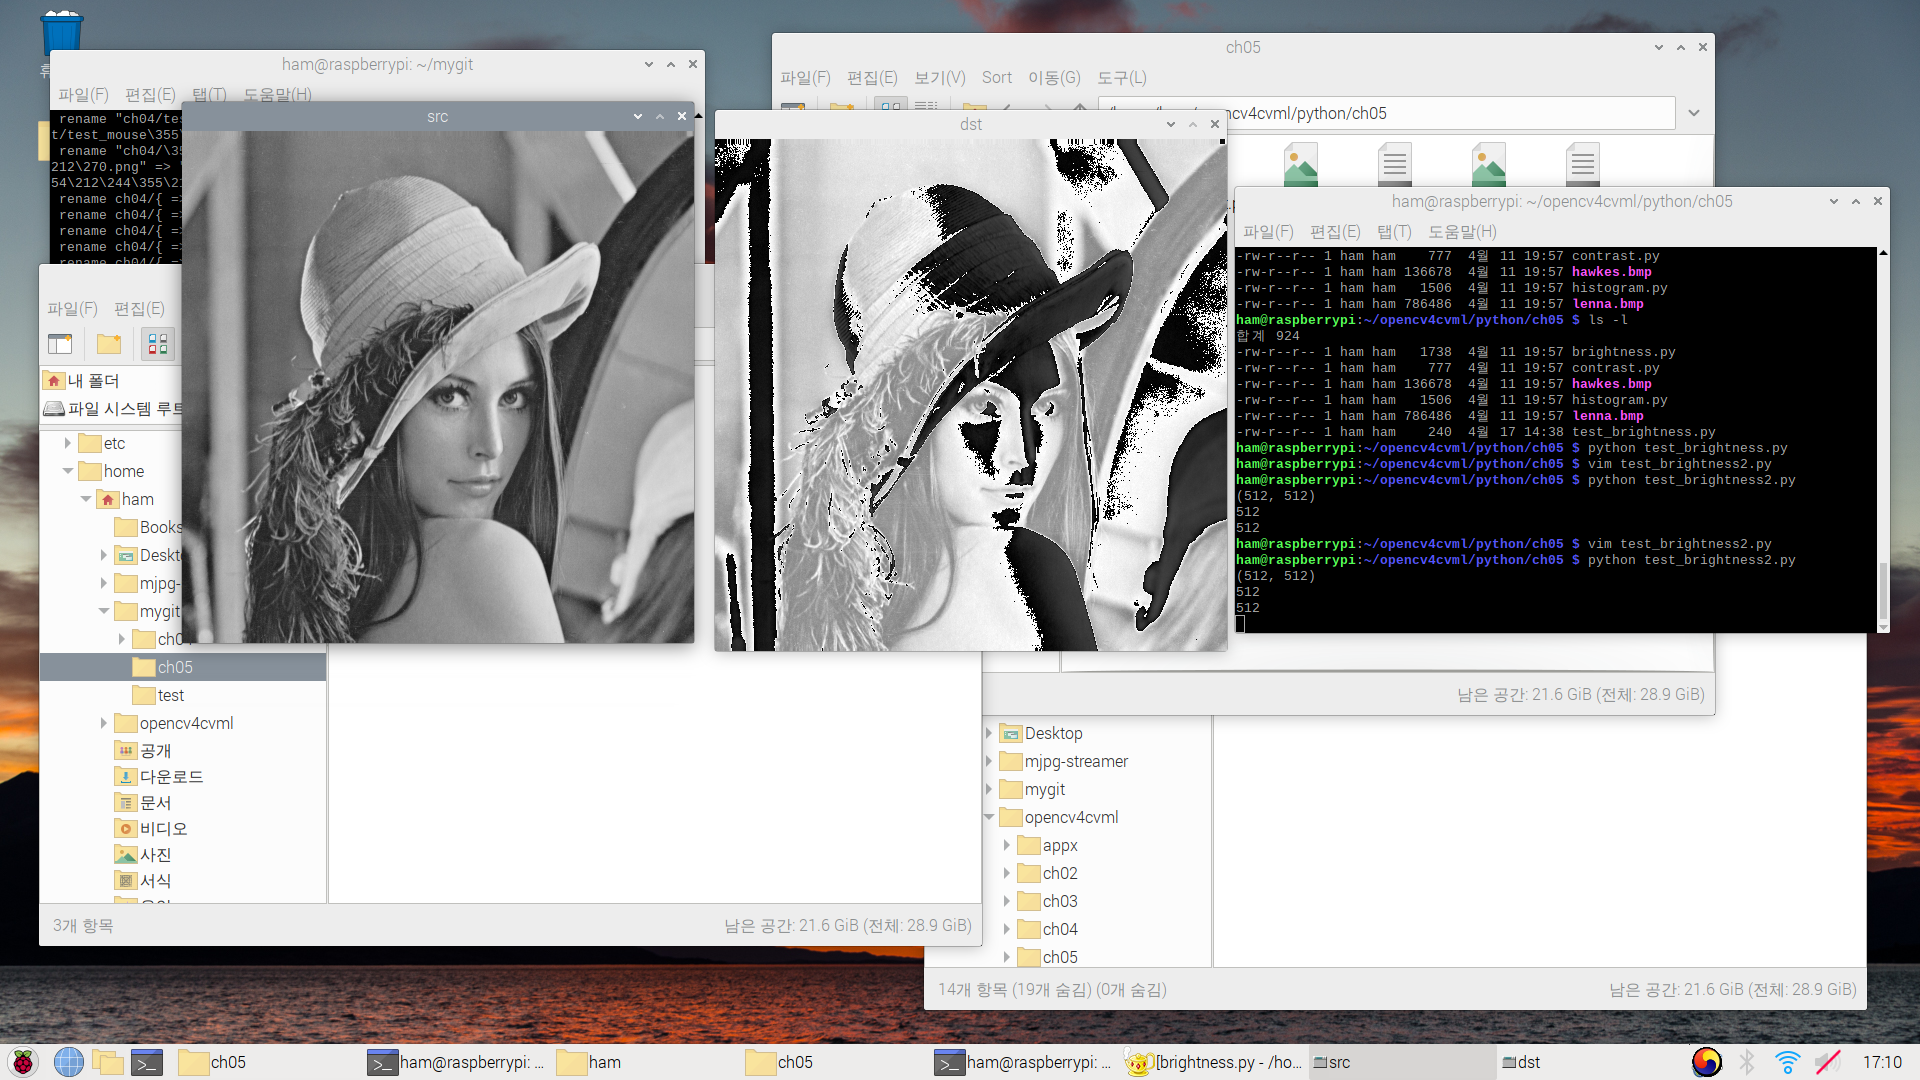 ham@raspberrypi: ~/mygit
파일(F) 편집(E) 탭(T) 도움말(H)
rename "ch04/tes
t/test_mouse\355\
rename "ch04/\35
212\270.png" =>
54\212\244\355\21
rename ch04/{ =>
rename ch04/{ =>
rename ch04/{ =>
rename ch04/{ =>
rename ch04/{ =>
src
dst
ch05
파일(F) 편집(E) 보기(V) Sort 이동(G) 도구(L)
cv4cvml/python/ch05
ham@raspberrypi: ~/opencv4cvml/python/ch05
파일(F) 편집(E) 탭(T) 도움말(H)
-rw-r--r-- 1 ham ham 777 4월 11 19:57 contrast.py
-rw-r--r-- 1 ham ham 136678 4월 11 19:57 hawkes.bmp
-rw-r--r-- 1 ham ham 1506 4월 11 19:57 histogram.py
-rw-r--r-- 1 ham ham 786486 4월 11 19:57 lenna.bmp
ham@raspberrypi:~/opencv4cvml/python/ch05 $ ls -l
합계 924
-rw-r--r-- 1 ham ham 1738 4월 11 19:57 brightness.py
-rw-r--r-- 1 ham ham 777 4월 11 19:57 contrast.py
-rw-r--r-- 1 ham ham 136678 4월 11 19:57 hawkes.bmp
-rw-r--r-- 1 ham ham 1506 4월 11 19:57 histogram.py
-rw-r--r-- 1 ham ham 786486 4월 11 19:57 lenna.bmp
-rw-r--r-- 1 ham ham 240 4월 17 14:38 test_brightness.py
ham@raspberrypi:~/opencv4cvml/python/ch05 $ python test_brightness.py
ham@raspberrypi:~/opencv4cvml/python/ch05 $ vim test_brightness2.py
ham@raspberrypi:~/opencv4cvml/python/ch05 $ python test_brightness2.py
(512, 512)
512
512
ham@raspberrypi:~/opencv4cvml/python/ch05 $ vim test_brightness2.py
ham@raspberrypi:~/opencv4cvml/python/ch05 $ python test_brightness2.py
(512, 512)
512
512
남은 공간: 21.6 GiB (전체: 28.9 GiB)
파일(F) 편집(E)
내 폴더
파일 시스템 루트
etc
home
ham
Books
Deskt
mjpg-
mygit
ch04
ch05
test
opencv4cvml
공개
다운로드
문서
비디오
사진
서식
3개 항목
남은 공간: 21.6 GiB (전체: 28.9 GiB)
Desktop
mjpg-streamer
mygit
opencv4cvml
appx
ch02
ch03
ch04
ch05
14개 항목 (19개 숨김) (0개 숨김)
남은 공간: 21.6 GiB (전체: 28.9 GiB)
ch05
ham@raspberrypi: ...
ham
ch05
ham@raspberrypi: ...
[brightness.py - /ho...
src
dst
17:10